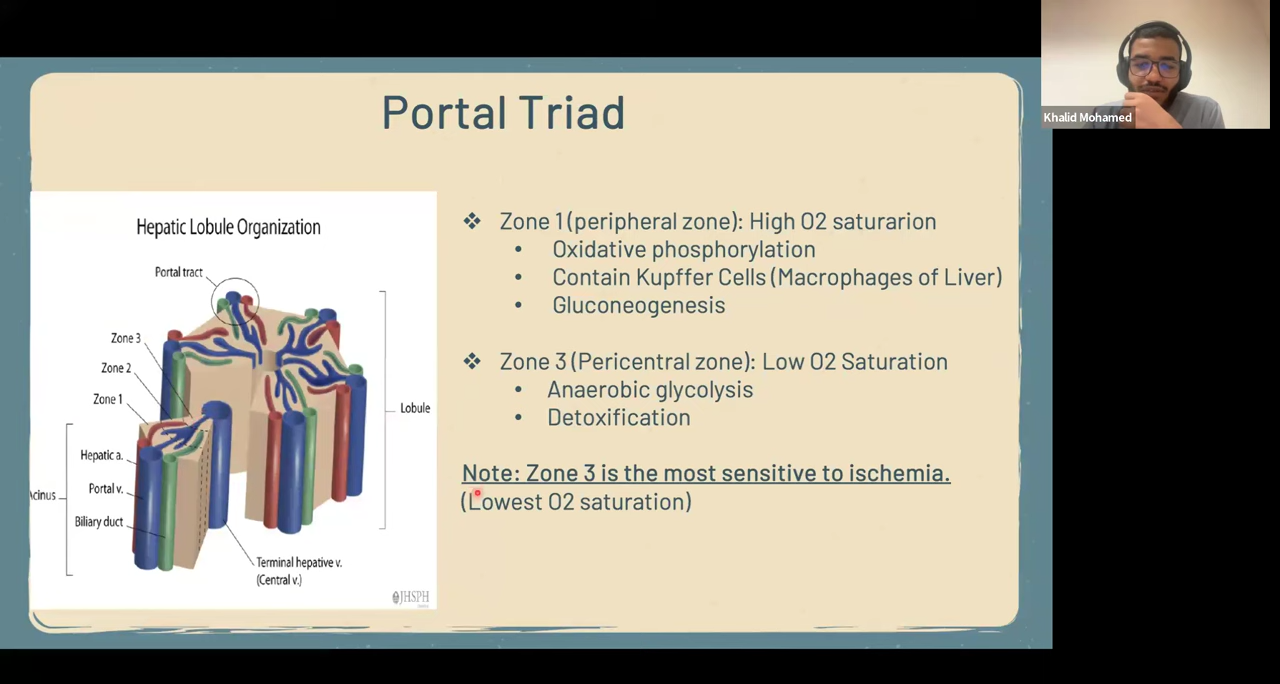 Khalid Mohamed
Portal Triad
Hepatic Lobule Organization
Portal tract
Zone 3
Zone 2
Zone 1
Hepatic a.
Portal v.
Biliary duct
cinus
Lobule
Terminal hepative v.
(Central v.)
JHSPH
❖ Zone 1 (peripheral zone): High O2 saturarion
• Oxidative phosphorylation
• Contain Kupffer Cells (Macrophages of Liver)
• Gluconeogenesis
❖ Zone 3 (Pericentral zone): Low O2 Saturation
• Anaerobic glycolysis
• Detoxification
Note: Zone 3 is the most sensitive to ischemia.
(Lowest O2 saturation)